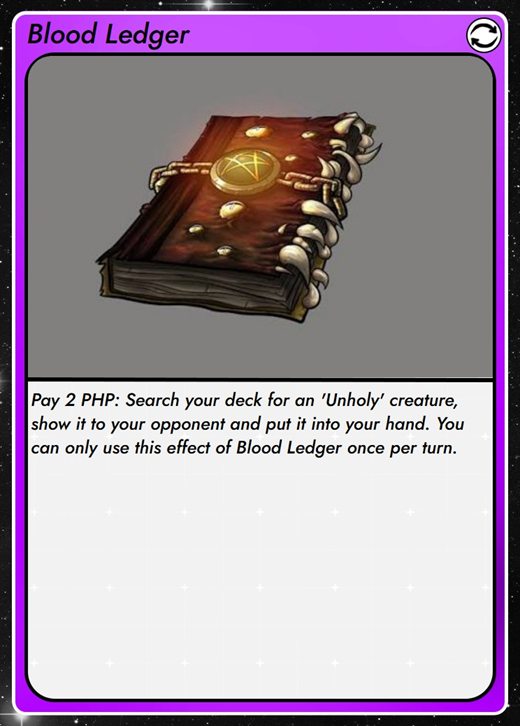 Blood Ledger
Pay 2 PHP: Search your deck for an 'Unholy' creature,
show it to your opponent and put it into your hand. You
can only use this effect of Blood Ledger once per turn.